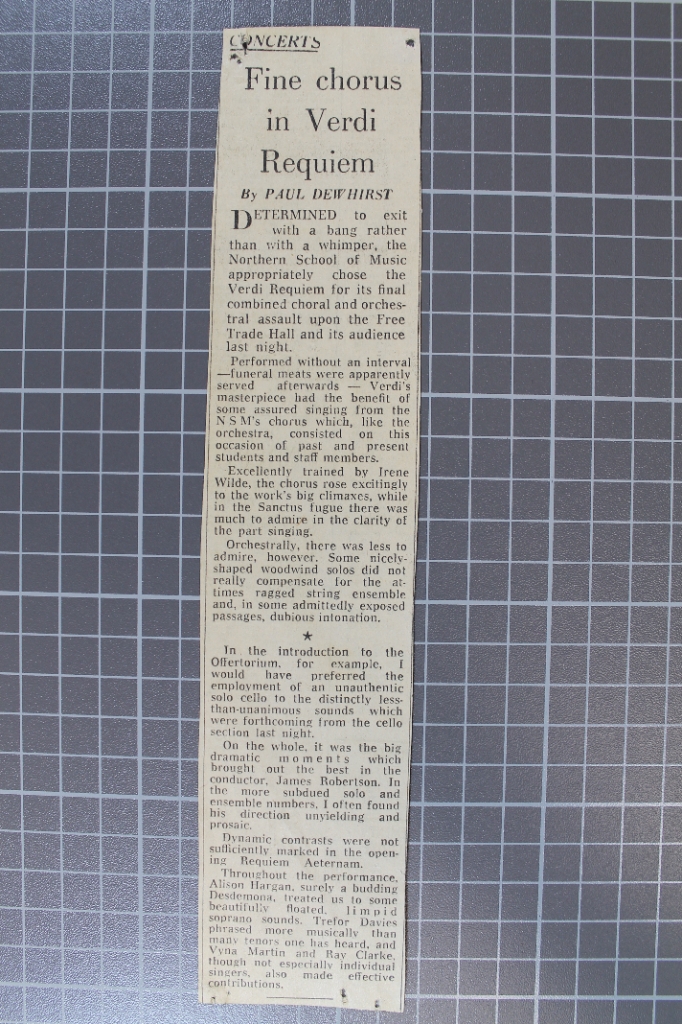 CONCERTS
Fine chorus
in Verdi
Requiem
By PAUL DEWHIRST
DETERMINED to exit
with a bang rather
than with a whimper, the
Northern School of Music
appropriately chose the
Verdi Requiem for its final
combined choral and orches-
tral assault upon the Free
Trade Hall and its audience
last night.
Performed without an interval
—funeral meats were apparently
served afterwards — Verdi's
masterpiece had the benefit of
some assured singing from the
NSM's chorus which, like the
orchestra, consisted on this
occasion of past and present
students and staff members.
Excellently trained by Irene
Wilde, the chorus rose excitingly
to the work's big climaxes, while
in the Sanctus fugue there was
much to admire in the clarity of
the part singing.
Orchestrally, there was less to
admire, however. Some nicely-
shaped woodwind solos did not
really compensate for the at-
times ragged string ensemble
and, in some admittedly exposed
passages, dubious intonation.
★
In the introduction to the
Offertorium, for example, I
would have preferred the
employment of an unauthentic
solo cello to the distinctly less-
than-unanimous sounds which
were forthcoming from the cello
section last night.
On the whole, it was the big
dramatic moments which
brought out the best in the
conductor, James Robertson. In
the more subdued solo and
ensemble numbers, I often found
his direction unyielding and
prosaic.
Dynamic contrasts were not
sufficiently marked in the open-
ing Requiem Aeternam.
Throughout the performance,
Alison Hargan, surely a budding
Desdemona, treated us to some
beautifully floated, limpid
soprano sounds. Trefor Davies
phrased more musically than
many tenors one has heard, and
Vyna Martin and Ray Clarke,
though not especially individual
singers, also made effective
contributions.